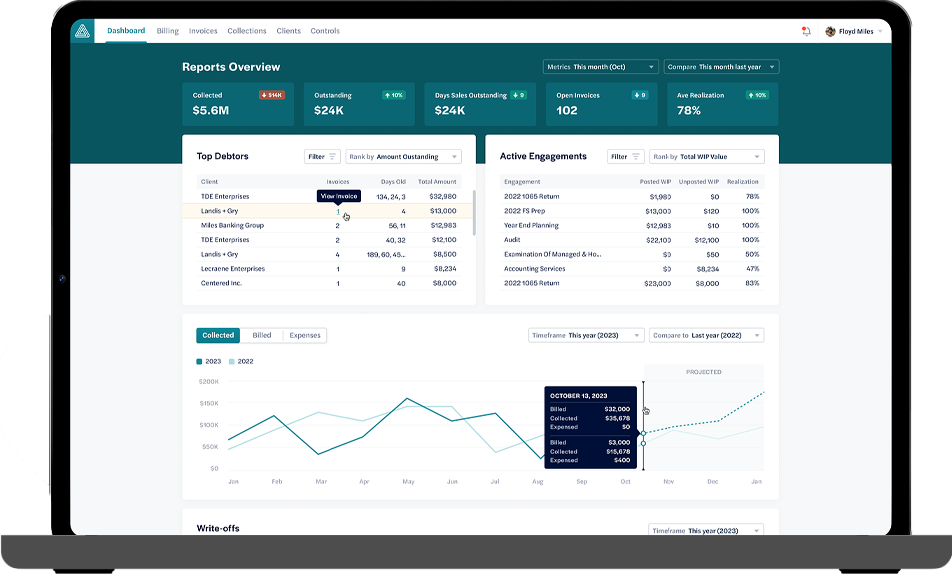 Dashboard Billing Invoices Collections Clients Controls Floyd Miles
Reports Overview
Metrics This month (Oct) Compare This month last year
Collected $14K Outstanding 10% Days Sales Outstanding 9 Open Invoices 9 Ave Realization 10%
$5.6M $24K $24K 102 78%
Top Debtors Filter Rank by Amount Oustanding
Client Invoices Days Old Total Amount
TDE Enterprises View Invoice 134, 24, 3 $32,980
Landis + Gry 1 4 $13,000
Miles Banking Group 2 56, 11 $12,983
TDE Enterprises 2 40, 32 $12,100
Landis + Gry 4 189, 60, 45... $8,500
Lecraene Enterprises 1 9 $8,234
Centered Inc. 1 40 $8,000
Active Engagements Filter Rank by Total WIP Value
Engagement Posted WIP Unposted WIP Realization
2022 1065 Return $1,980 $0 78%
2022 FS Prep $13,000 $120 100%
Year End Planning $12,983 $10 100%
Audit $22,100 $12,100 100%
Examination Of Managed & Ho... $0 $50 50%
Accounting Services $0 $8,234 47%
2022 1065 Return $23,000 $8,000 83%
Collected Billed Expenses Timeframe This year (2023) Compare to Last year (2022)
2023 2022
PROJECTED
$200K
$150K
$100K
$50K
$0
OCTOBER 13, 2023
Billed $32,000
Collected $35,678
Expensed $0
Billed $3,000
Collected $15,678
Expensed $400
Jan Feb Mar Apr May Jun Jul Aug Sep Oct Nov Dec Jan
Write-offs Timeframe This year (2023)